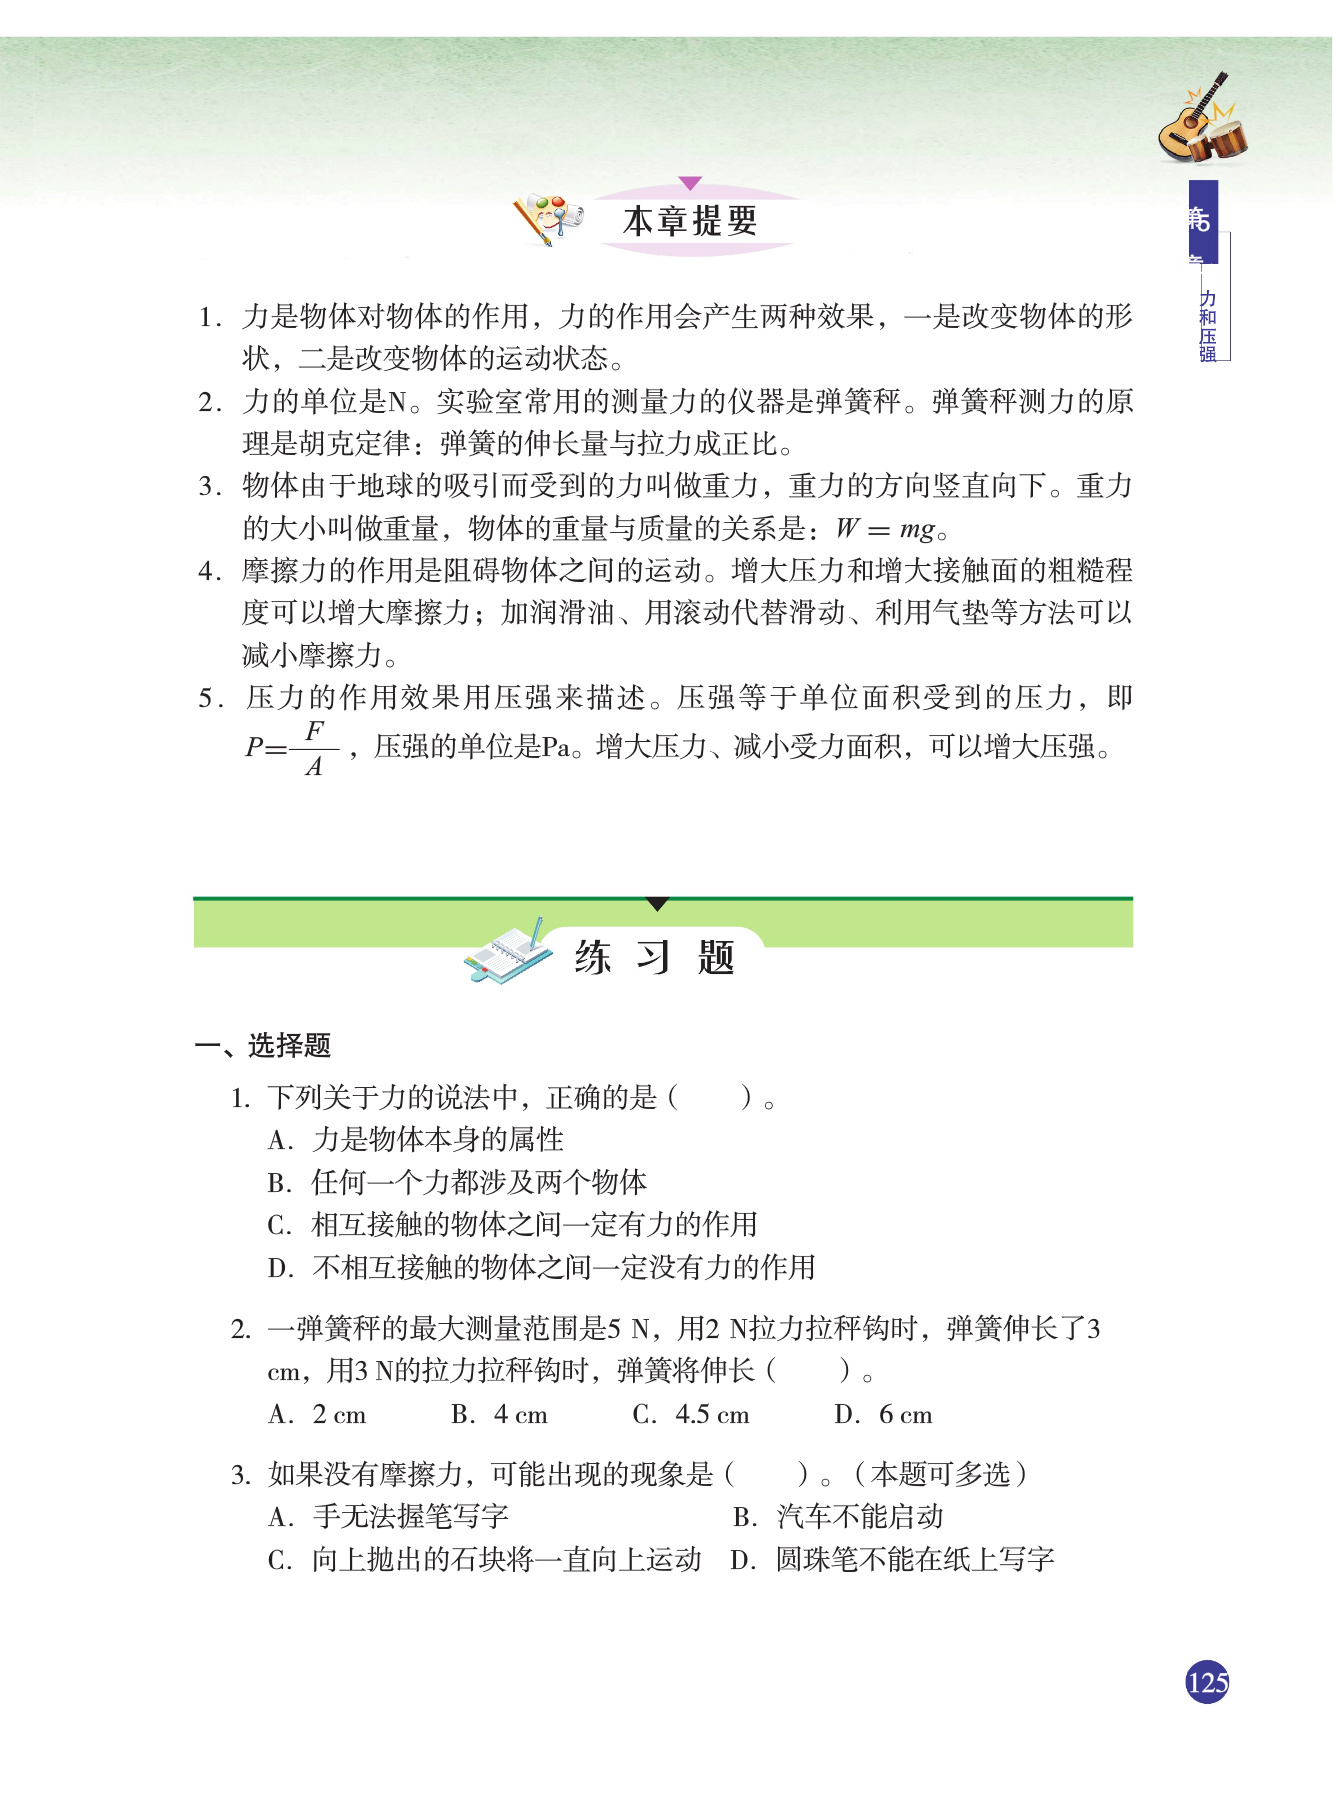 第5章
力和压强
本章提要
1. 力是物体对物体的作用，力的作用会产生两种效果，一是改变物体的形
状，二是改变物体的运动状态。
2. 力的单位是N。实验室常用的测量力的仪器是弹簧秤。弹簧秤测力的原
理是胡克定律：弹簧的伸长量与拉力成正比。
3. 物体由于地球的吸引而受到的力叫做重力，重力的方向竖直向下。重力
的大小叫做重量，物体的重量与质量的关系是：W = mg。
4. 摩擦力的作用是阻碍物体之间的运动。增大压力和增大接触面的粗糙程
度可以增大摩擦力；加润滑油、用滚动代替滑动、利用气垫等方法可以
减小摩擦力。
5. 压力的作用效果用压强来描述。压强等于单位面积受到的压力，即
P=F/A，压强的单位是Pa。增大压力、减小受力面积，可以增大压强。
练习题
一、选择题
1. 下列关于力的说法中，正确的是（　　）。
A. 力是物体本身的属性
B. 任何一个力都涉及两个物体
C. 相互接触的物体之间一定有力的作用
D. 不相互接触的物体之间一定没有力的作用
2. 一弹簧秤的最大测量范围是5 N，用2 N拉力拉秤钩时，弹簧伸长了3
cm，用3 N的拉力拉秤钩时，弹簧将伸长（　　）。
A. 2 cm B. 4 cm C. 4.5 cm D. 6 cm
3. 如果没有摩擦力，可能出现的现象是（　　）。（本题可多选）
A. 手无法握笔写字 B. 汽车不能启动
C. 向上抛出的石块将一直向上运动 D. 圆珠笔不能在纸上写字
125